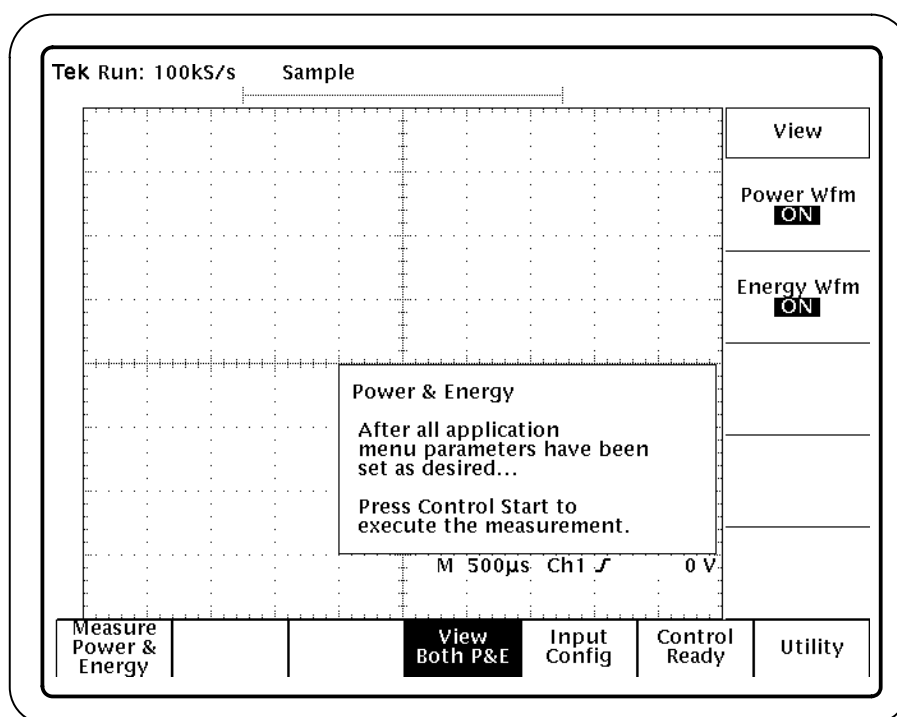 Tek Run: 100kS/s Sample
View
Power Wfm
ON
Energy Wfm
ON
Power & Energy
After all application
menu parameters have been
set as desired...
Press Control Start to
execute the measurement.
M 500µs Ch1 0 V
Measure
Power &
Energy
View
Both P&E
Input
Config
Control
Ready
Utility